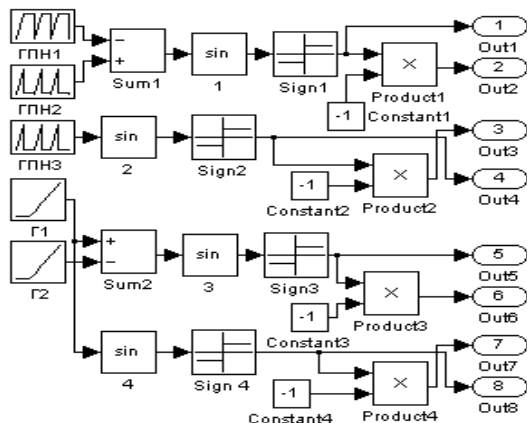 ГПН1
ГПН2
ГПН3
− +
Sum1
sin
1
Sign1
×
Product1
-1
Constant1
1
Out1
2
Out2
sin
2
Sign2
-1
Constant2
×
Product2
3
Out3
4
Out4
Г1
Г2
+ −
Sum2
sin
3
Sign3
-1
Constant3
×
Product3
5
Out5
6
Out6
sin
4
Sign 4
-1
Constant4
×
Product4
7
Out7
8
Out8